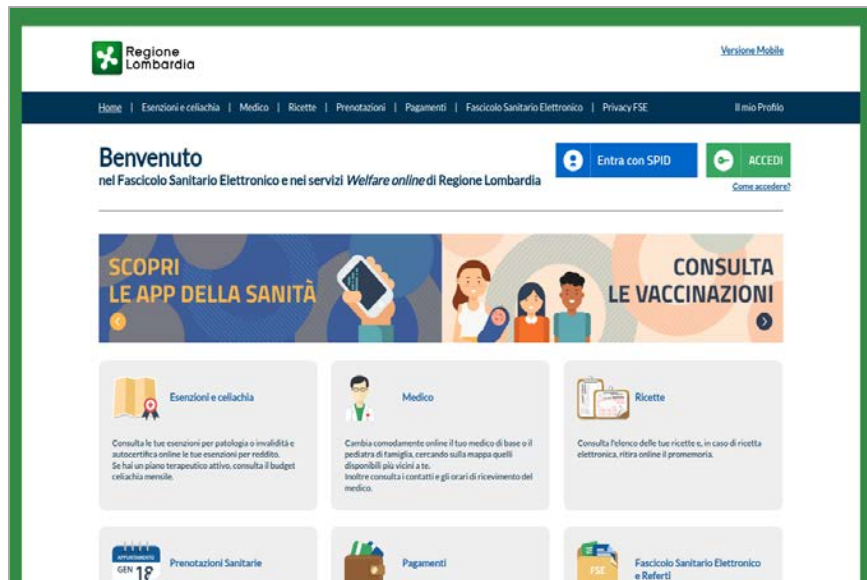 Regione
Lombardia
Versione Mobile
Home | Esenzioni e celiachia | Medico | Ricette | Prenotazioni | Pagamenti | Fascicolo Sanitario Elettronico | Privacy FSE Il mio Profilo
Benvenuto
nel Fascicolo Sanitario Elettronico e nei servizi Welfare online di Regione Lombardia
Entra con SPID
ACCEDI
Come accedere?
SCOPRI
LE APP DELLA SANITÀ
CONSULTA
LE VACCINAZIONI
Esenzioni e celiachia
Consulta le tue esenzioni per patologia o invalidità e
autocertifica online le tue esenzioni per reddito.
Se hai un piano terapeutico attivo, consulta il budget
celiachia mensile.
Medico
Cambia comodamente online il tuo medico di base o il
pediatra di famiglia, cercando sulla mappa quelli
disponibili più vicini a te.
Inoltre consulta i contatti e gli orari di ricevimento del
medico.
Ricette
Consulta l'elenco delle tue ricette e, in caso di ricetta
elettronica, ritira online il promemoria.
APPUNTAMENTO
GEN 18
Prenotazioni Sanitarie
Pagamenti
FSE
Fascicolo Sanitario Elettronico
e Referti